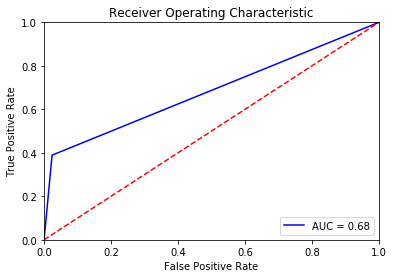 Receiver Operating Characteristic
1.0
0.8
0.6
0.4
0.2
0.0
True Positive Rate
AUC = 0.68
0.0 0.2 0.4 0.6 0.8 1.0
False Positive Rate